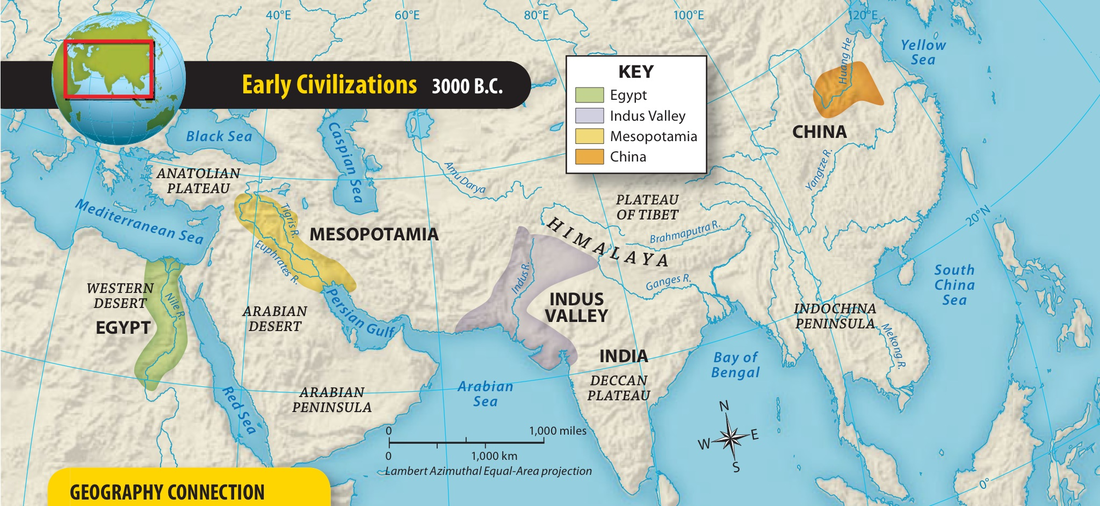 40°E
60°E
80°E
100°E
120°E
Early Civilizations 3000 B.C.
KEY
Egypt
Indus Valley
Mesopotamia
China
Huang He
Yellow
Sea
CHINA
Yangtze R.
Black Sea
Caspian Sea
Amu Darya
ANATOLIAN
PLATEAU
Mediterranean Sea
Tigris R.
MESOPOTAMIA
Euphrates R.
PLATEAU
OF TIBET
HIMALAYA
Brahmaputra R.
Ganges R.
20°N
South
China
Sea
WESTERN
DESERT
EGYPT
Nile R.
ARABIAN
DESERT
Persian Gulf
Indus R.
INDUS
VALLEY
INDOCHINA
PENINSULA
Mekong R.
INDIA
DECCAN
PLATEAU
Bay of
Bengal
Red Sea
ARABIAN
PENINSULA
Arabian
Sea
N
W
E
S
0
1,000 miles
0
1,000 km
Lambert Azimuthal Equal-Area projection
0°
GEOGRAPHY CONNECTION